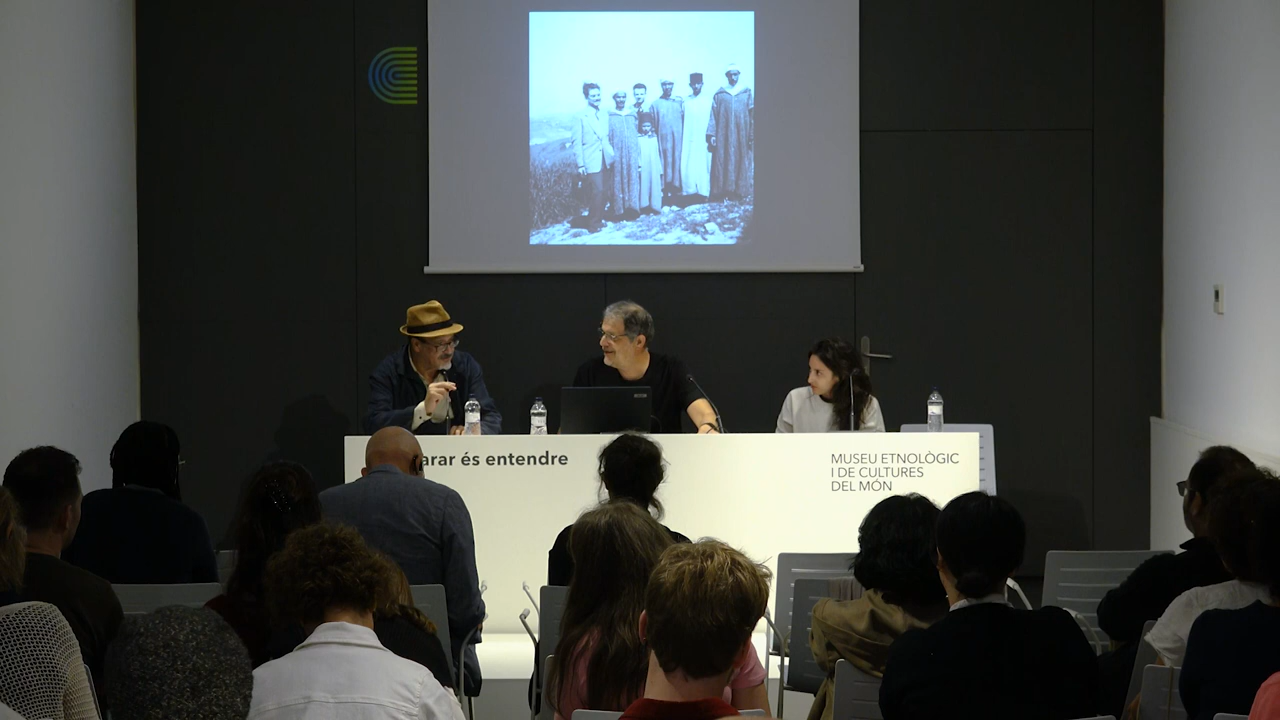 arar és entendre
MUSEU ETNOLÒGIC
I DE CULTURES
DEL MÓN